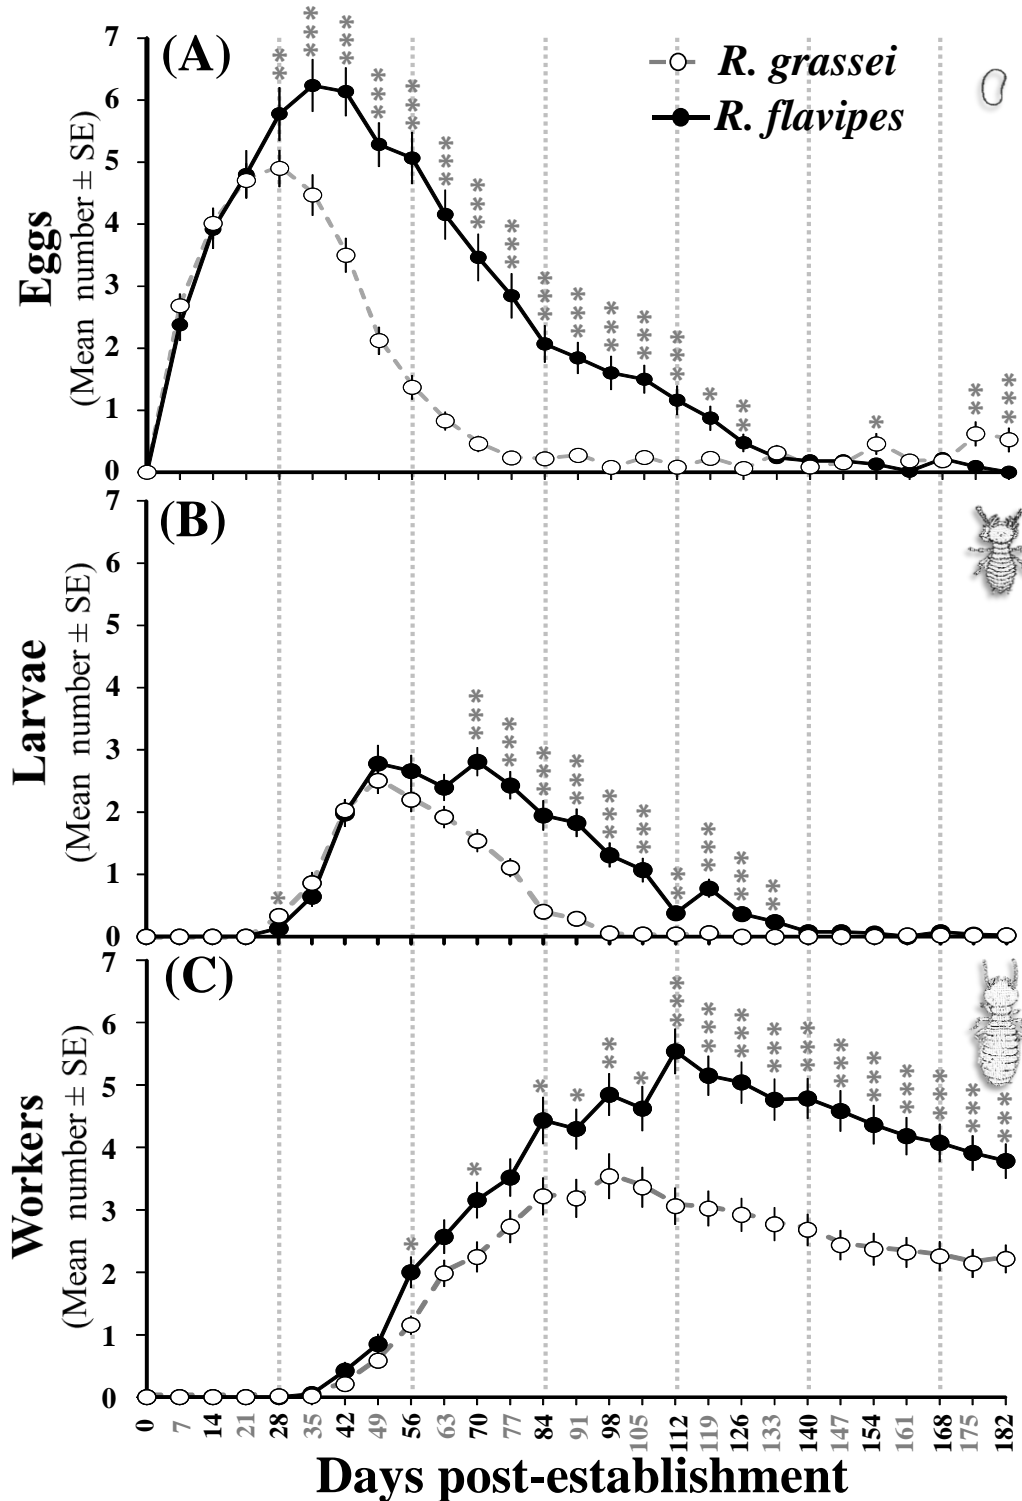 (A)
R. grassei
R. flavipes
Eggs
(Mean number ± SE)
7
6
5
4
3
2
1
0
** *** *** *** *** *** *** *** *** *** *** *** *** * ** * ** ***
(B)
Larvae
(Mean number ± SE)
7
6
5
4
3
2
1
0
* *** *** *** *** *** *** ** *** *** **
(C)
Workers
(Mean number ± SE)
7
6
5
4
3
2
1
0
* * * * ** * *** *** *** *** *** *** *** *** *** *** ***
0 7 14 21 28 35 42 49 56 63 70 77 84 91 98 105 112 119 126 133 140 147 154 161 168 175 182
Days post-establishment